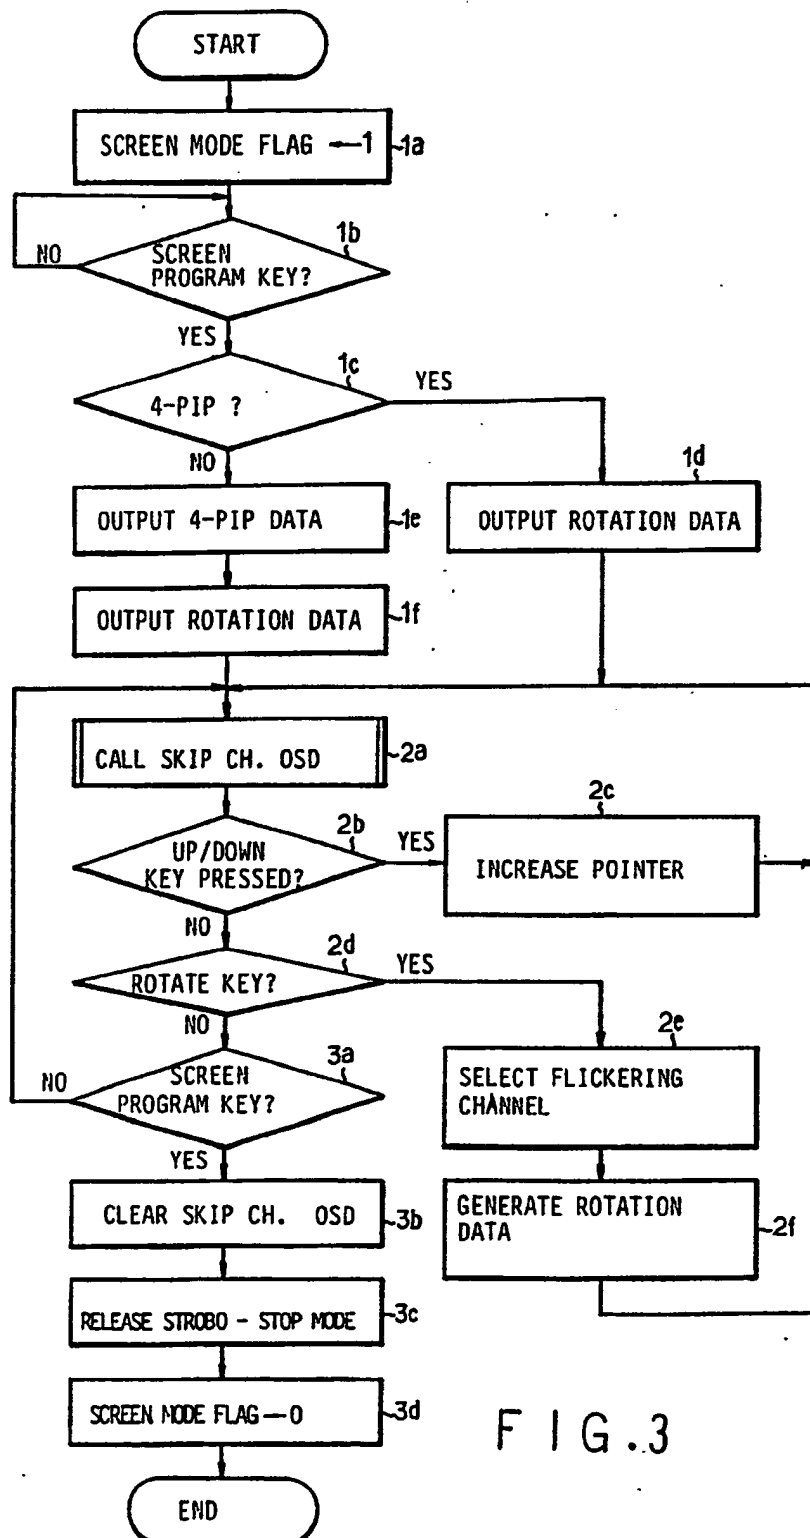 START
SCREEN MODE FLAG ← 1
1a
1b
NO
SCREEN
PROGRAM KEY?
YES
1c
YES
4-PIP ?
NO
1d
OUTPUT 4-PIP DATA
1e
OUTPUT ROTATION DATA
OUTPUT ROTATION DATA
1f
CALL SKIP CH. OSD
2a
2c
2b
YES
UP/DOWN
KEY PRESSED?
INCREASE POINTER
NO
2d
YES
ROTATE KEY?
NO
2e
3a
NO
SCREEN
PROGRAM KEY?
SELECT FLICKERING
CHANNEL
YES
CLEAR SKIP CH. OSD
3b
GENERATE ROTATION
DATA
2f
RELEASE STROBO - STOP MODE
3c
SCREEN MODE FLAG — 0
3d
FIG.3
END